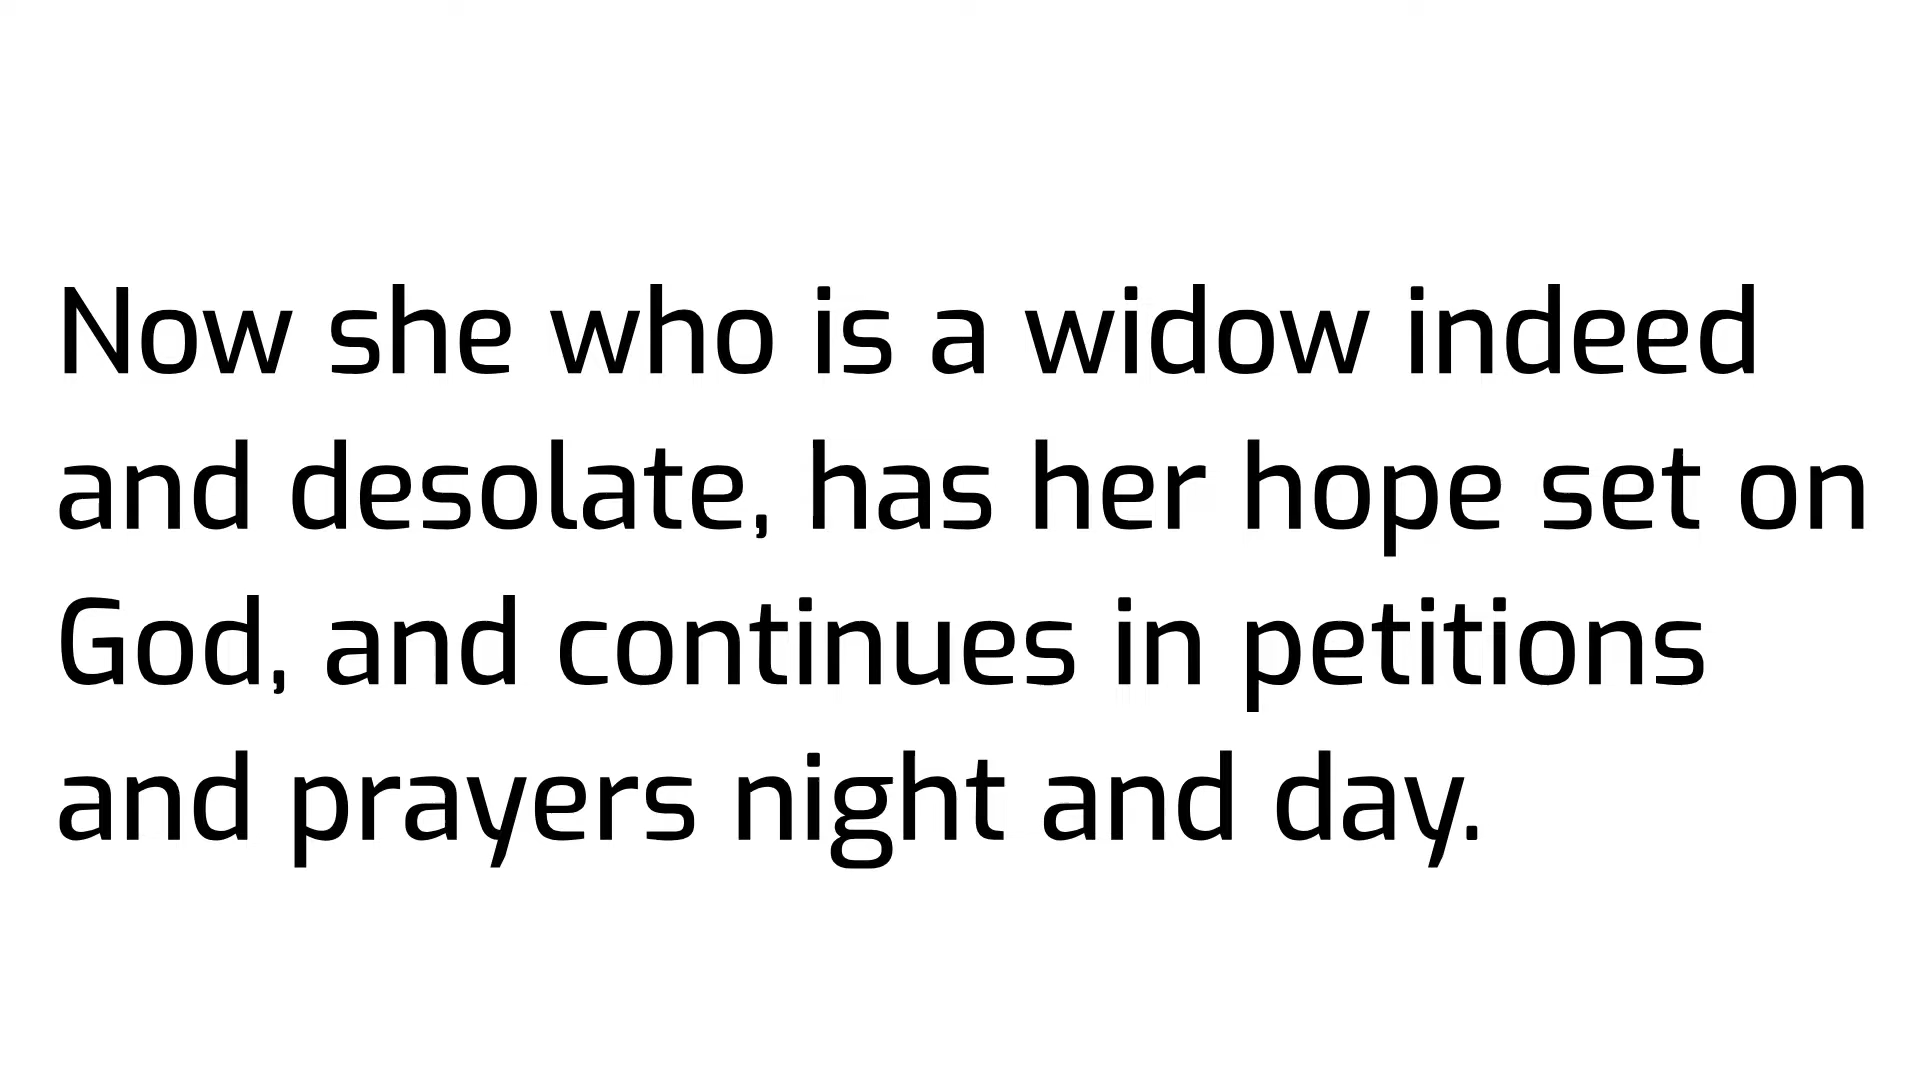 Now she who is a widow indeed
and desolate, has her hope set on
God, and continues in petitions
and prayers night and day.